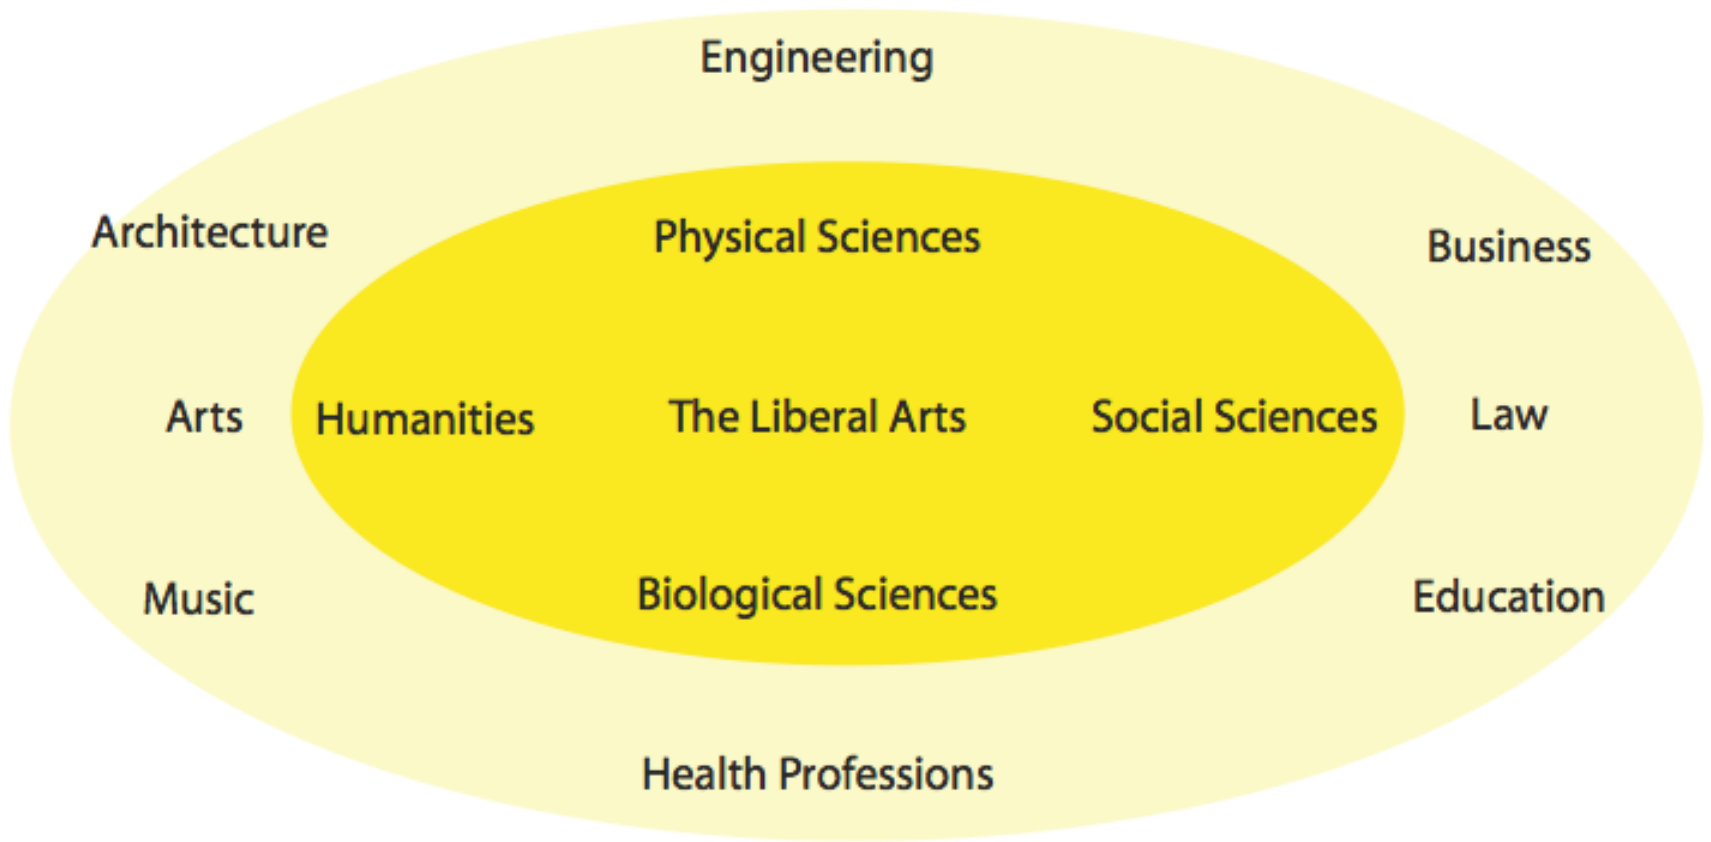 Engineering
Architecture
Physical Sciences
Business
Arts
Humanities
The Liberal Arts
Social Sciences
Law
Music
Biological Sciences
Education
Health Professions